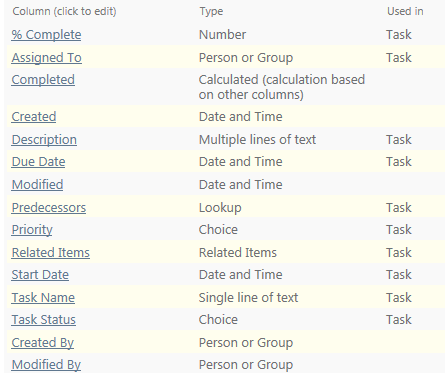 Column (click to edit) Type Used in
% Complete Number Task
Assigned To Person or Group Task
Completed Calculated (calculation based
on other columns)
Created Date and Time
Description Multiple lines of text Task
Due Date Date and Time Task
Modified Date and Time
Predecessors Lookup Task
Priority Choice Task
Related Items Related Items Task
Start Date Date and Time Task
Task Name Single line of text Task
Task Status Choice Task
Created By Person or Group
Modified By Person or Group